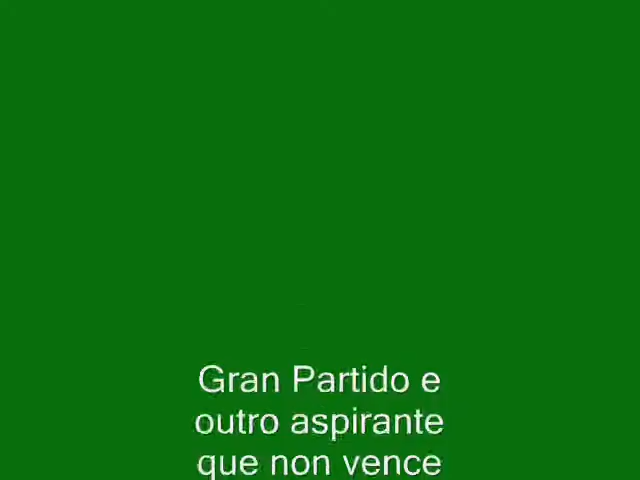 Gran Partido e
outro aspirante
que non vence